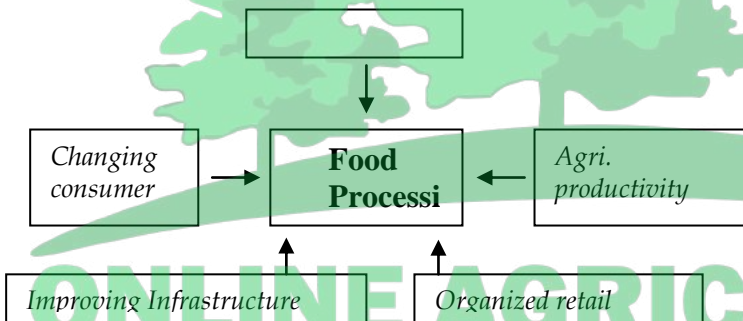 Changing
consumer
Food
Processi
Agri.
productivity
Improving Infrastructure
Organized retail
ONLINE AGRIC